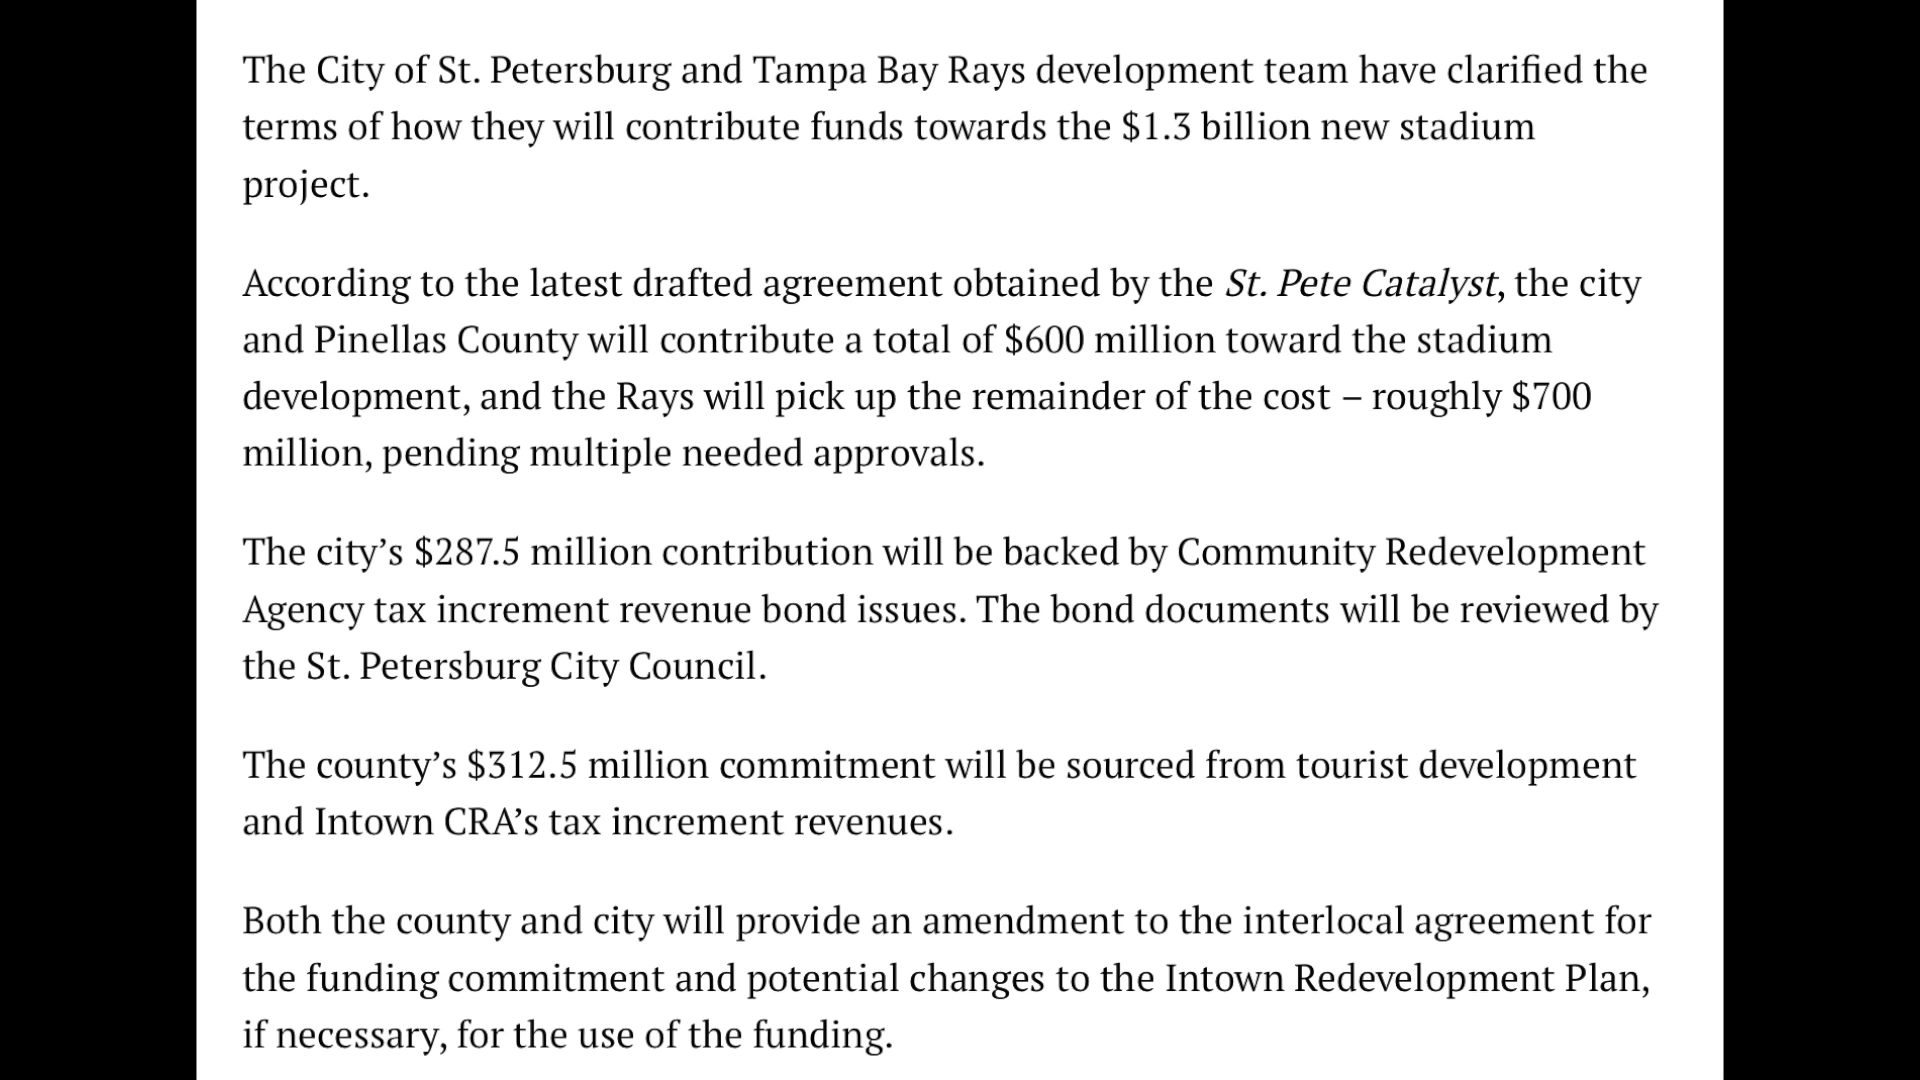 The City of St. Petersburg and Tampa Bay Rays development team have clarified the
terms of how they will contribute funds towards the $1.3 billion new stadium
project.
According to the latest drafted agreement obtained by the St. Pete Catalyst, the city
and Pinellas County will contribute a total of $600 million toward the stadium
development, and the Rays will pick up the remainder of the cost – roughly $700
million, pending multiple needed approvals.
The city’s $287.5 million contribution will be backed by Community Redevelopment
Agency tax increment revenue bond issues. The bond documents will be reviewed by
the St. Petersburg City Council.
The county’s $312.5 million commitment will be sourced from tourist development
and Intown CRA’s tax increment revenues.
Both the county and city will provide an amendment to the interlocal agreement for
the funding commitment and potential changes to the Intown Redevelopment Plan,
if necessary, for the use of the funding.